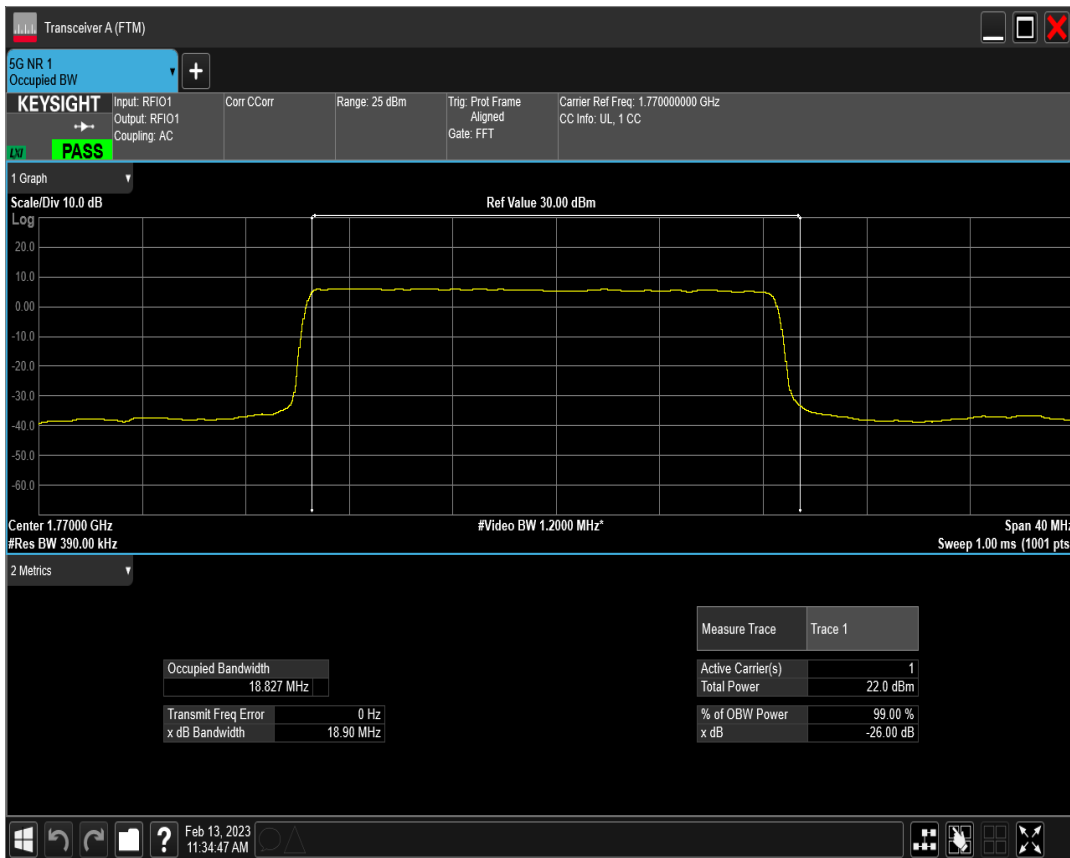 Transceiver A (FTM)
5G NR 1
Occupied BW
+
KEYSIGHT
LXI
PASS
Input: RFIO1
Output: RFIO1
Coupling: AC
Corr CCorr
Range: 25 dBm
Trig: Prot Frame
Aligned
Gate: FFT
Carrier Ref Freq: 1.770000000 GHz
CC Info: UL, 1 CC
1 Graph
Scale/Div 10.0 dB
Ref Value 30.00 dBm
Log
20.0
10.0
0.00
-10.0
-20.0
-30.0
-40.0
-50.0
-60.0
Center 1.77000 GHz
#Video BW 1.2000 MHz*
Span 40 MHz
#Res BW 390.00 kHz
Sweep 1.00 ms (1001 pts
2 Metrics
Measure Trace
Trace 1
Occupied Bandwidth
18.827 MHz
Active Carrier(s)
1
Total Power
22.0 dBm
Transmit Freq Error
0 Hz
x dB Bandwidth
18.90 MHz
% of OBW Power
99.00 %
x dB
-26.00 dB
?
Feb 13, 2023
11:34:47 AM